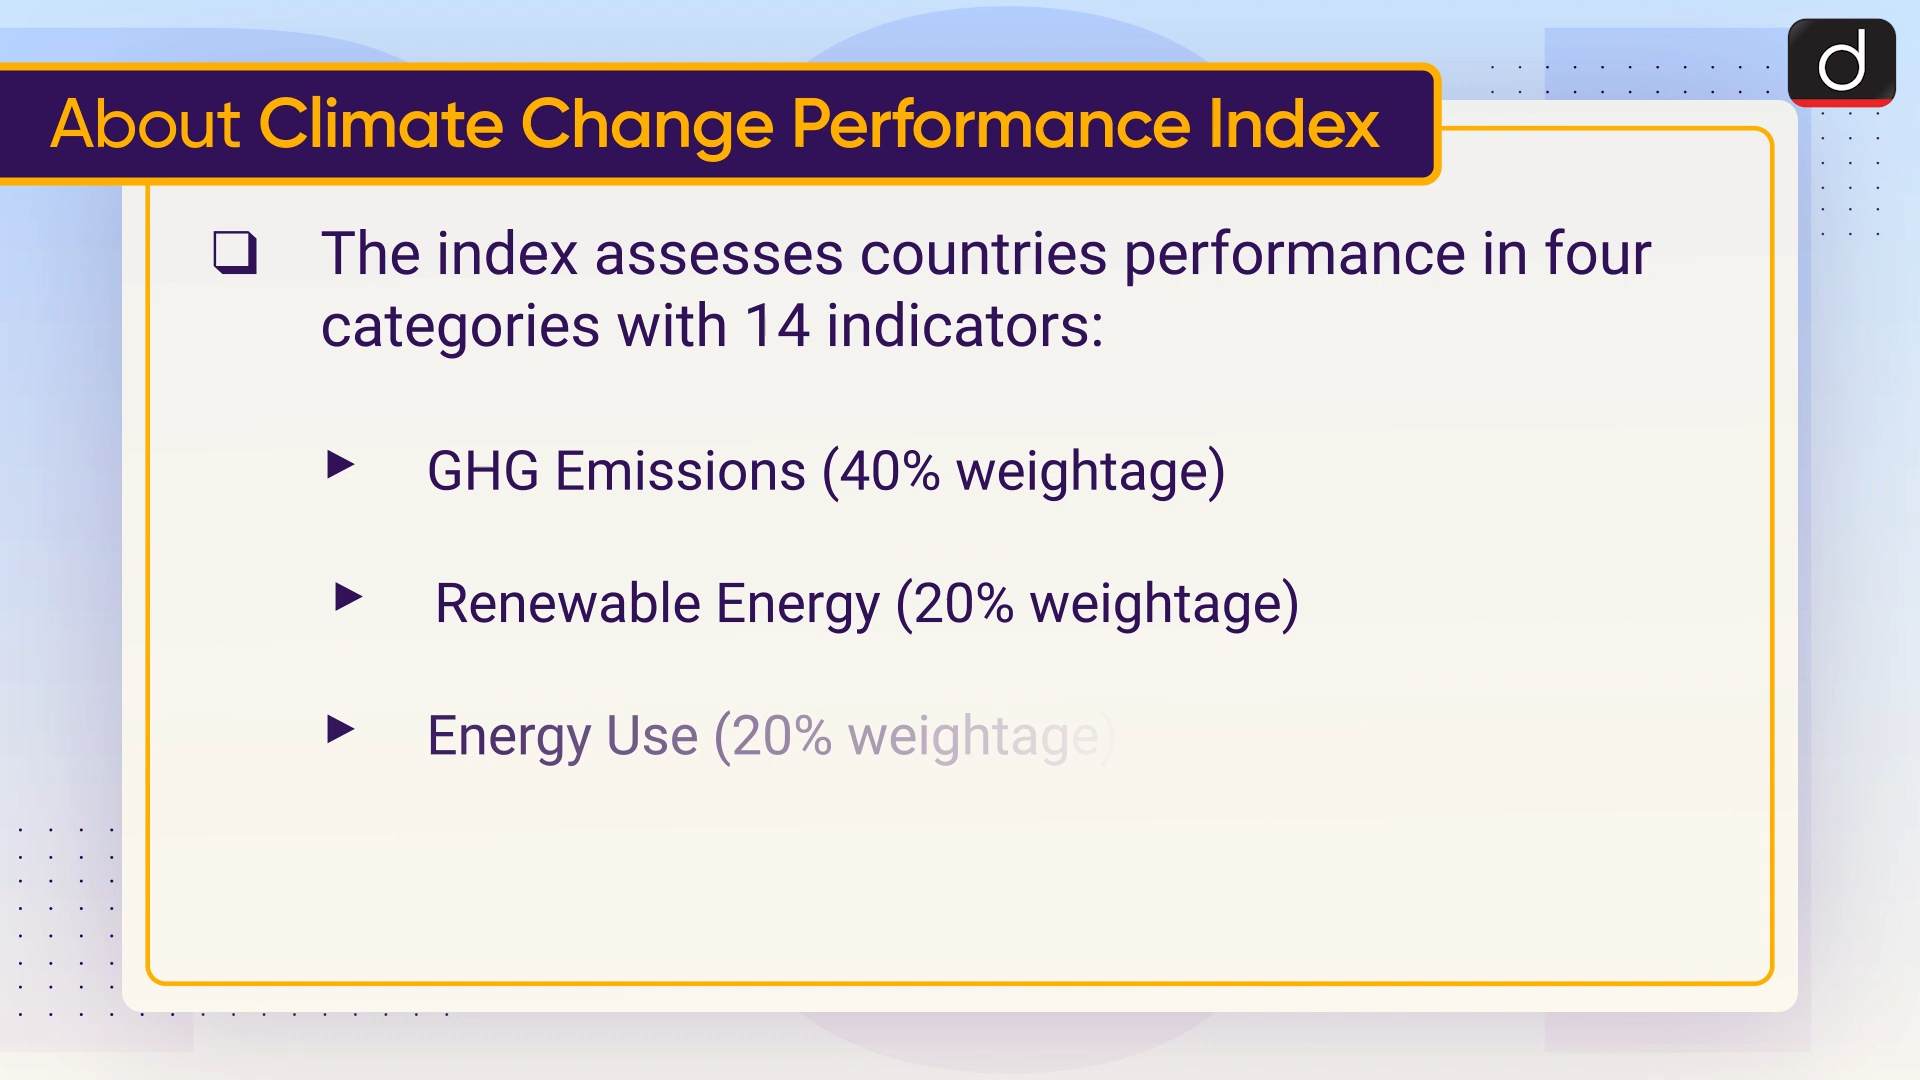 About Climate Change Performance Index
d
❑ The index assesses countries performance in four
categories with 14 indicators:
► GHG Emissions (40% weightage)
► Renewable Energy (20% weightage)
► Energy Use (20% weightage)